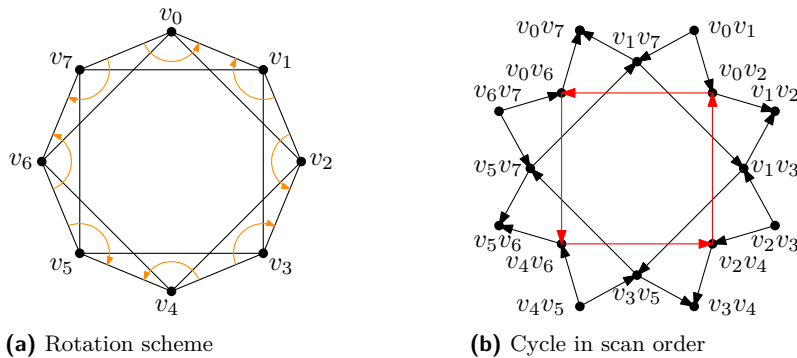 v₀
v₁
v₂
v₃
v₄
v₅
v₆
v₇
(a) Rotation scheme
v₀v₇
v₁v₇
v₀v₁
v₀v₆
v₀v₂
v₆v₇
v₁v₂
v₅v₇
v₁v₃
v₅v₆
v₂v₃
v₄v₆
v₂v₄
v₄v₅
v₃v₅
v₃v₄
(b) Cycle in scan order